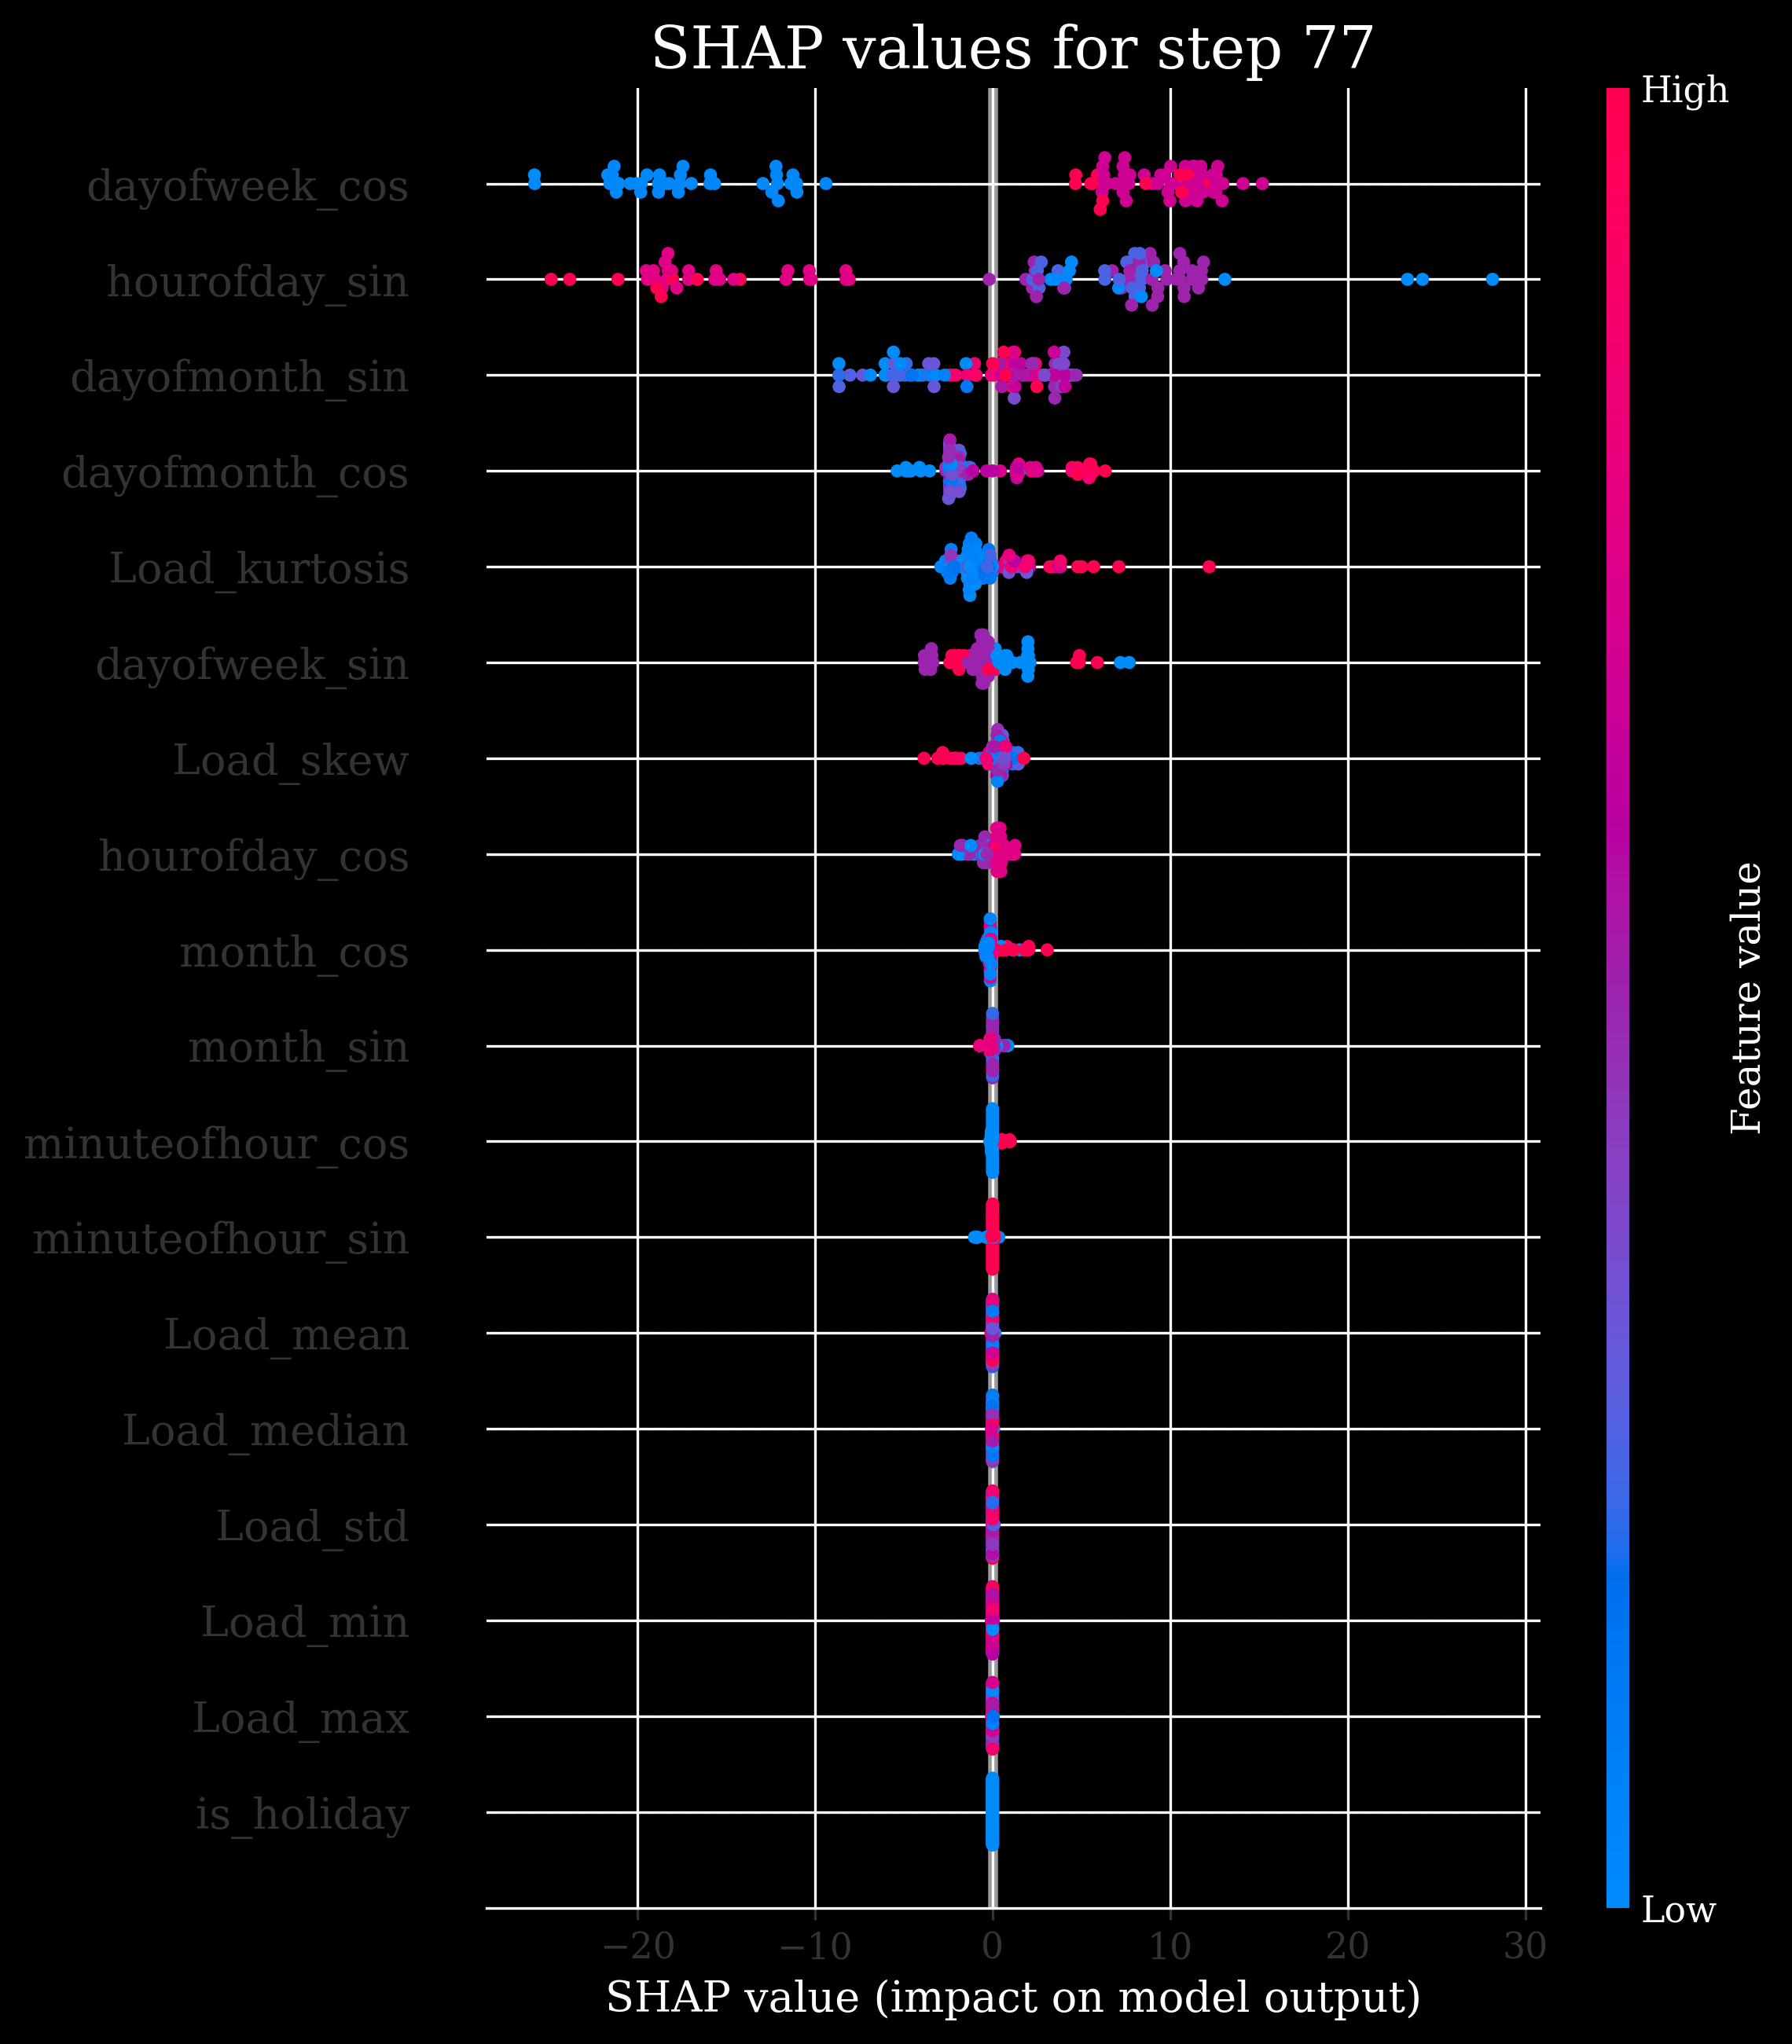 SHAP values for step 77
High
dayofweek_cos
hourofday_sin
dayofmonth_sin
dayofmonth_cos
Load_kurtosis
dayofweek_sin
Load_skew
hourofday_cos
month_cos
month_sin
minuteofhour_cos
minuteofhour_sin
Load_mean
Load_median
Load_std
Load_min
Load_max
is_holiday
Feature value
Low
−20 −10 0 10 20 30
SHAP value (impact on model output)